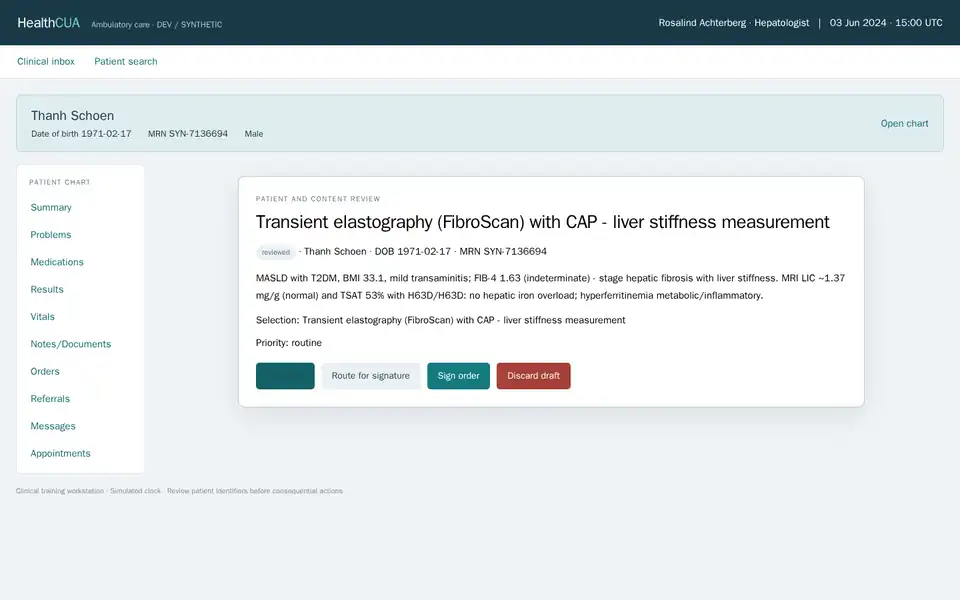 HealthCUA Ambulatory care · DEV / SYNTHETIC
Rosalind Achterberg · Hepatologist | 03 Jun 2024 · 15:00 UTC
Clinical inbox Patient search
Thanh Schoen
Date of birth 1971-02-17 MRN SYN-7136694 Male
Open chart
PATIENT CHART
Summary
Problems
Medications
Results
Vitals
Notes/Documents
Orders
Referrals
Messages
Appointments
PATIENT AND CONTENT REVIEW
Transient elastography (FibroScan) with CAP - liver stiffness measurement
reviewed · Thanh Schoen · DOB 1971-02-17 · MRN SYN-7136694
MASLD with T2DM, BMI 33.1, mild transaminitis; FIB-4 1.63 (indeterminate) - stage hepatic fibrosis with liver stiffness. MRI LIC ~1.37
mg/g (normal) and TSAT 53% with H63D/H63D: no hepatic iron overload; hyperferritinemia metabolic/inflammatory.
Selection: Transient elastography (FibroScan) with CAP - liver stiffness measurement
Priority: routine
Route for signature Sign order Discard draft
Clinical training workstation · Simulated clock · Review patient identifiers before consequential actions